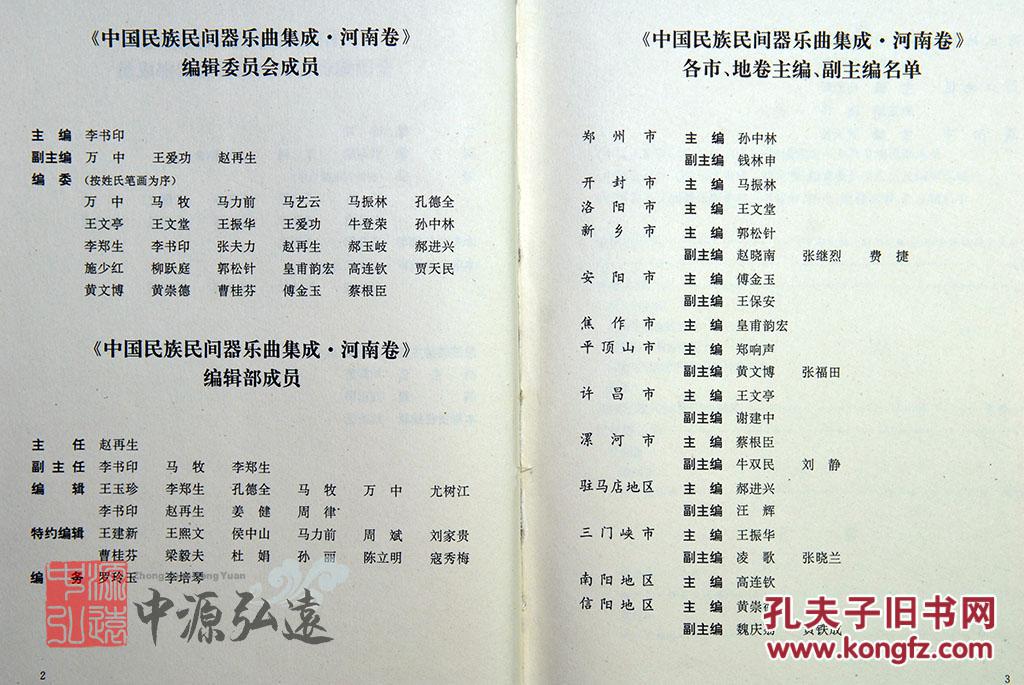 《中国民族民间器乐曲集成·河南卷》
编辑委员会成员
主 编 李书印
副主编 万 中 王爱功 赵再生
编 委 (按姓氏笔画为序)
万 中 马 牧 马力前 马艺云 马振林 孔德全
王文亭 王文堂 王振华 王爱功 牛登荣 孙中林
李郑生 李书印 张夫力 赵再生 郝玉岐 郝进兴
施少红 柳跃庭 郭松针 皇甫韵宏 高连钦 贾天民
黄文博 黄崇德 曹桂芬 傅金玉 蔡根臣
《中国民族民间器乐曲集成·河南卷》
编辑部成员
主 任 赵再生
副主任 李书印 马 牧 李郑生
编 辑 王玉珍 李郑生 孔德全 马 牧 万 中 尤树江
李书印 赵再生 姜 健 周 律
特约编辑 王建新 王熙文 侯中山 马力前 周 斌 刘家贵
曹桂芬 梁毅夫 杜 娟 孙 丽 陈立明 寇秀梅
编 务 罗玲玉 李培琴
中源弘遠
Yuan
中源弘遠
2
《中国民族民间器乐曲集成·河南卷》
各市、地卷主编、副主编名单
郑州市 主 编 孙中林
副主编 钱林申
开封市 主 编 马振林
洛阳市 主 编 王文堂
新乡市 主 编 郭松针
副主编 赵晓南 张继烈 费 捷
安阳市 主 编 傅金玉
副主编 王保安
焦作市 主 编 皇甫韵宏
平顶山市 主 编 郑响声
副主编 黄文博 张福田
许昌市 主 编 王文亭
副主编 谢建中
漯河市 主 编 蔡根臣
副主编 牛双民 刘 静
驻马店地区 主 编 郝进兴
副主编 汪 辉
三门峡市 主 编 王振华
副主编 凌 歌 张晓兰
南阳地区 主 编 高连钦
信阳地区 主 编 黄崇
副主编 魏庆 铁成
孔夫子旧书网
www.kongfz.com
3